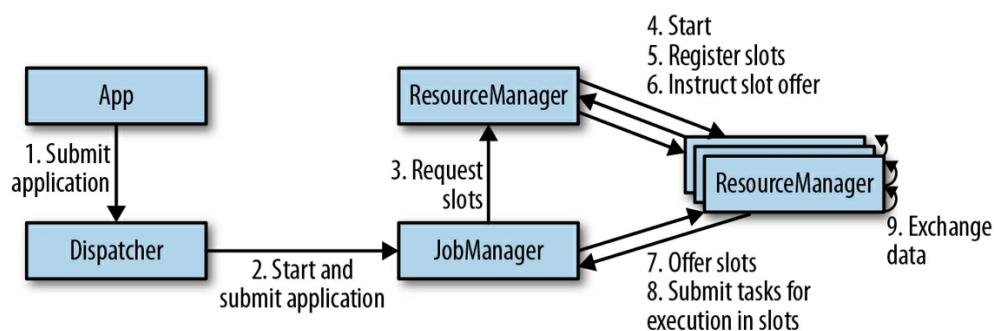 App
1. Submit
application
Dispatcher
2. Start and
submit application
ResourceManager
3. Request
slots
JobManager
4. Start
5. Register slots
6. Instruct slot offer
ResourceManager
7. Offer slots
8. Submit tasks for
execution in slots
9. Exchange
data